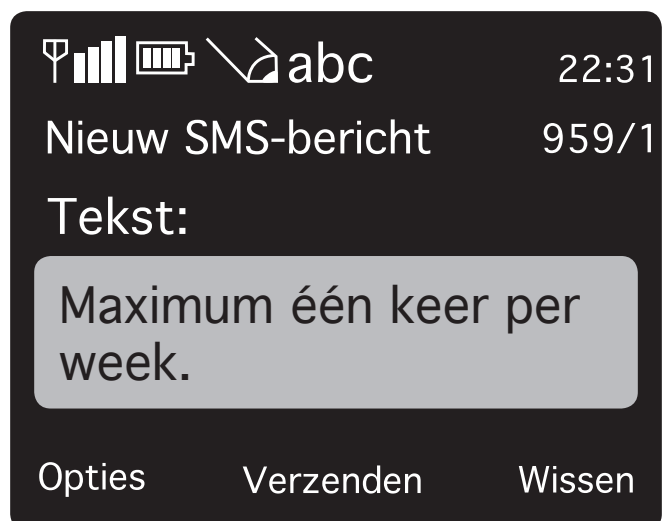 abc 22:31
Nieuw SMS-bericht 959/1
Tekst:
Maximum één keer per
week.
Opties Verzenden Wissen